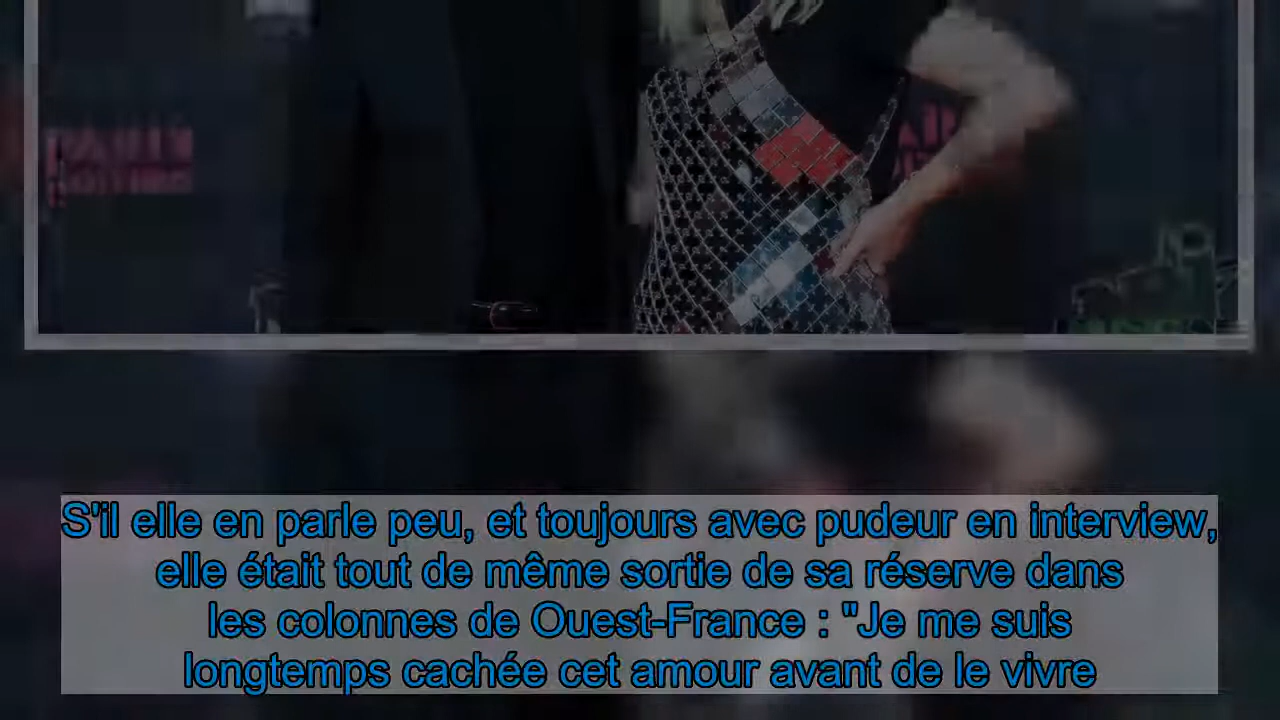 S'il elle en parle peu, et toujours avec pudeur en interview,
elle était tout de même sortie de sa réserve dans
les colonnes de Ouest-France : "Je me suis
longtemps cachée cet amour avant de le vivre